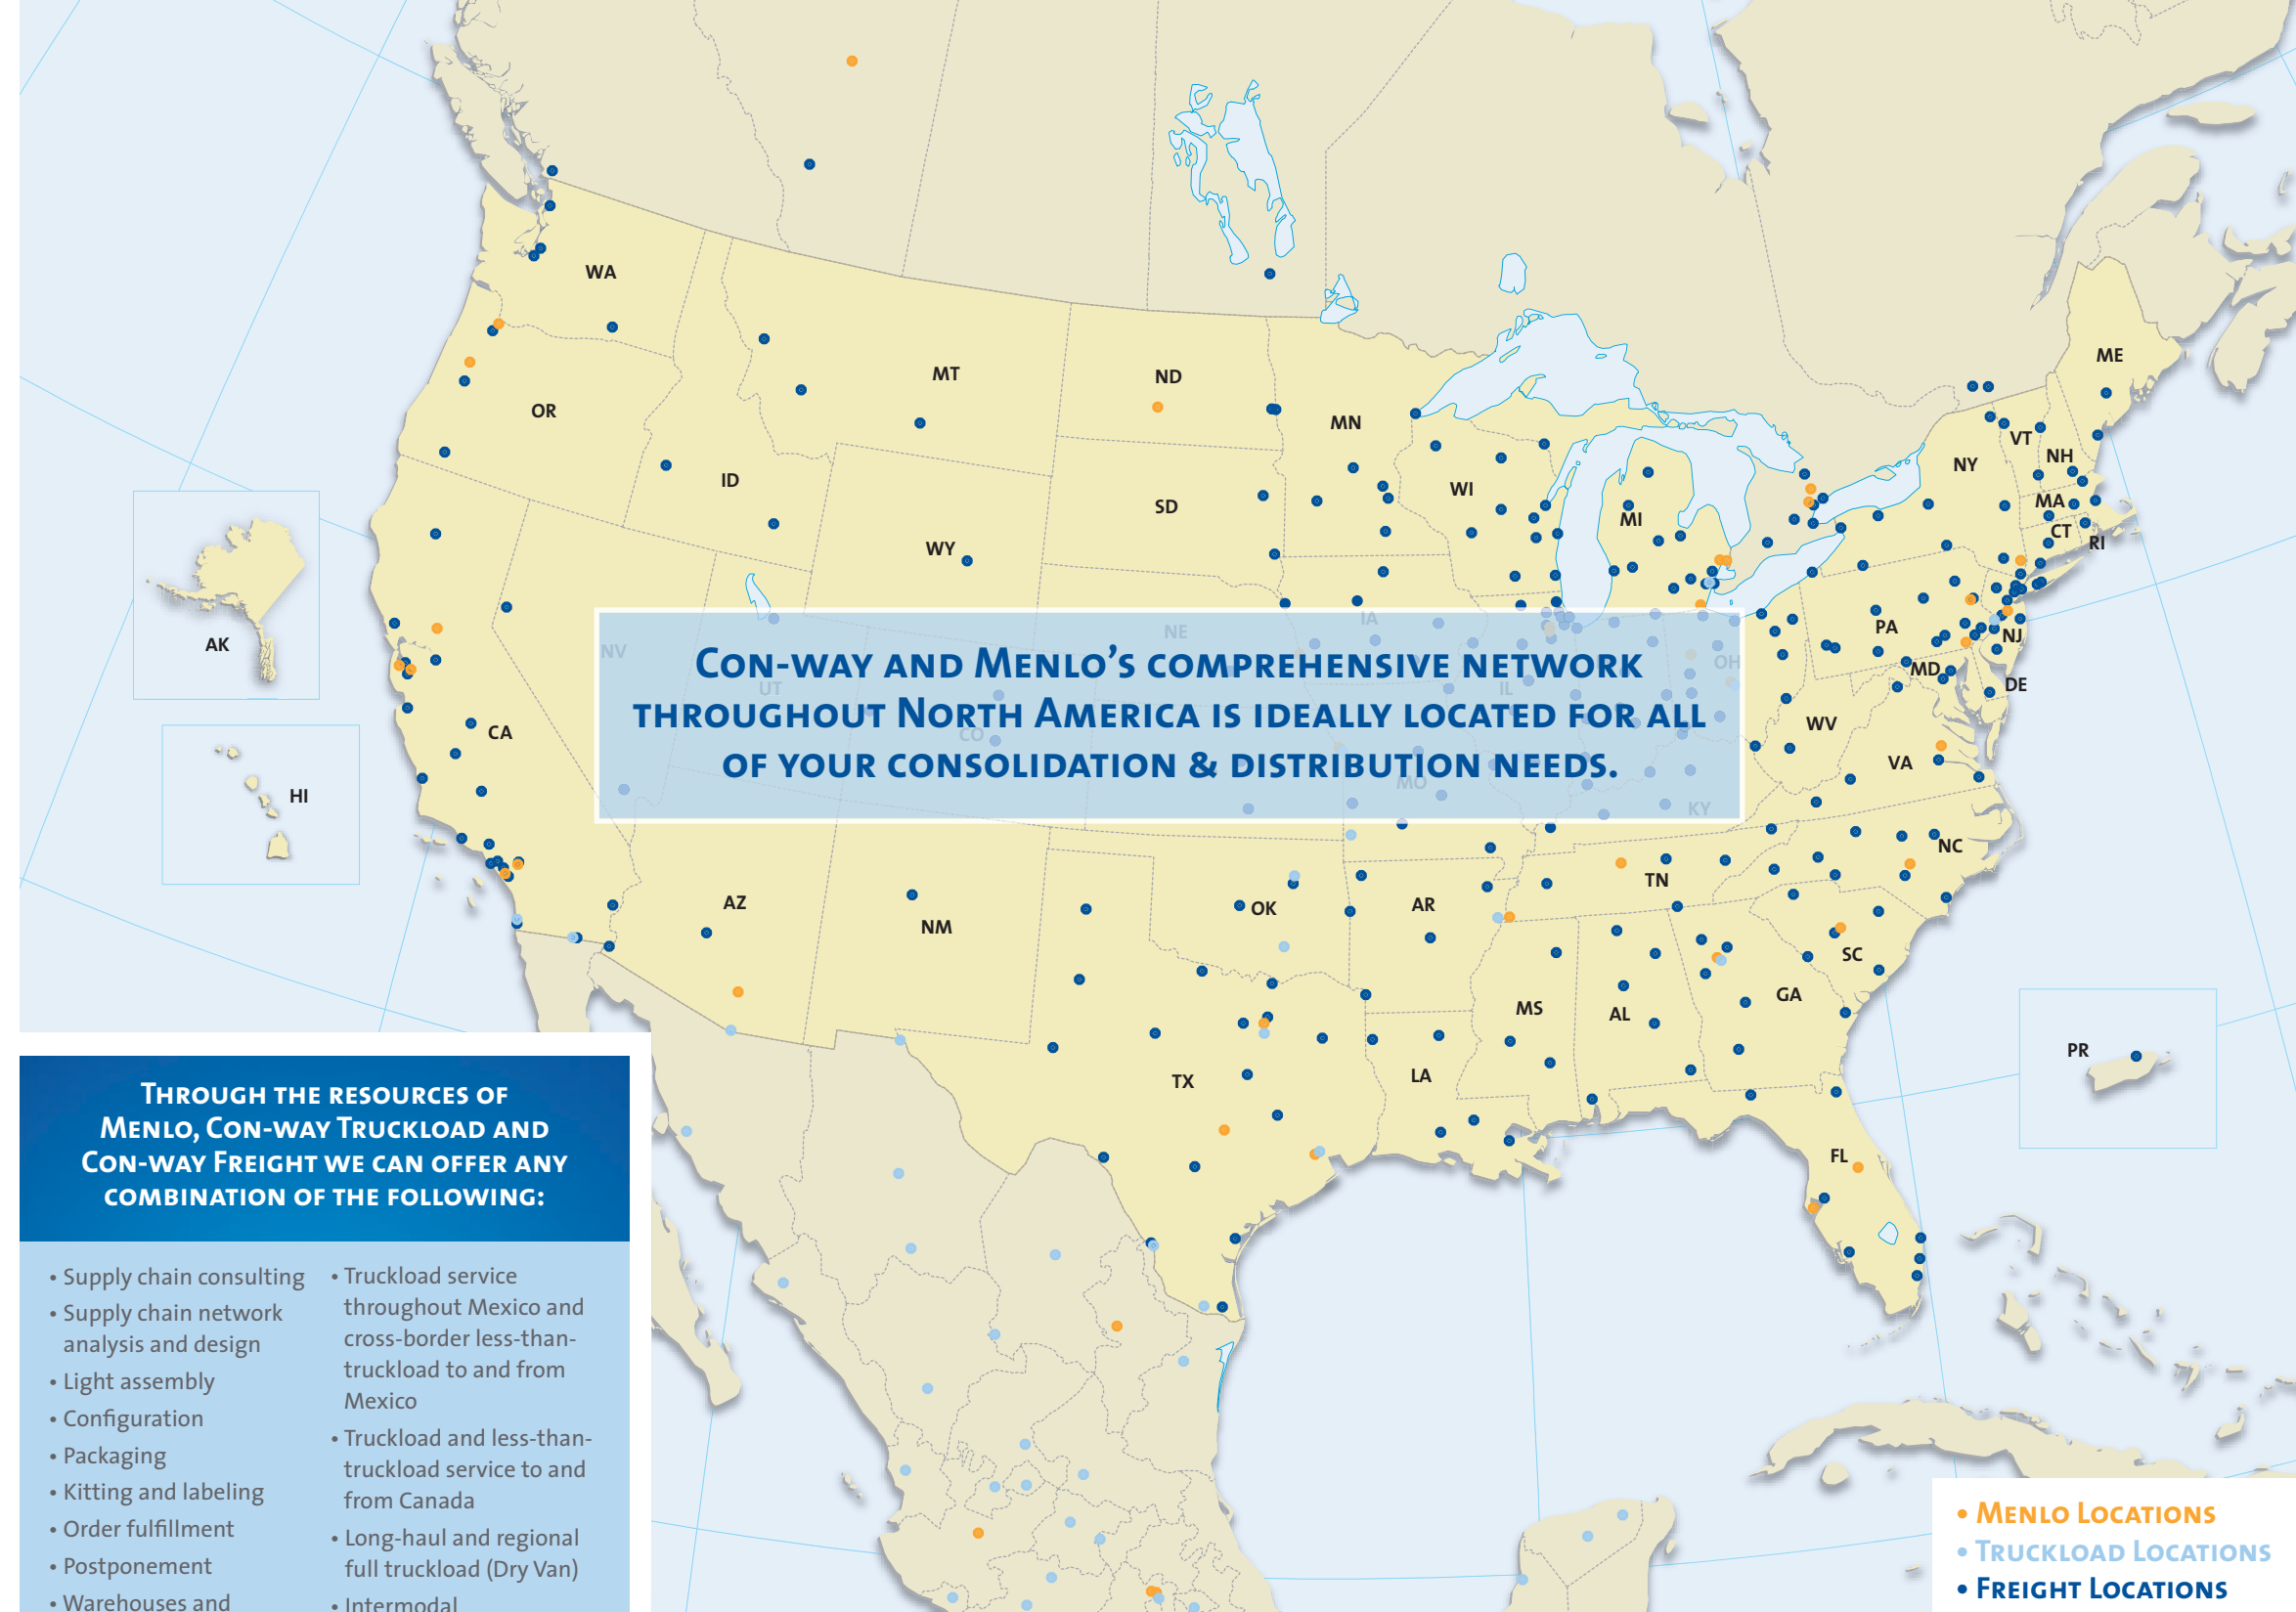 WA
OR
MT
ID
WY
ND
SD
MN
WI
MI
NY
VT
NH
ME
MA
CT
RI
PA
NJ
MD
DE
OH
WV
VA
NV
UT
CO
NE
IA
IL
MO
KY
CA
AK
HI
AZ
NM
OK
AR
TN
NC
SC
MS
AL
GA
TX
LA
FL
PR
Con-way and Menlo’s comprehensive network
throughout North America is ideally located for all
of your consolidation & distribution needs.
Through the resources of
Menlo, Con-way Truckload and
Con-way Freight we can offer any
combination of the following:
• Supply chain consulting
• Supply chain network
analysis and design
• Light assembly
• Configuration
• Packaging
• Kitting and labeling
• Order fulfillment
• Postponement
• Warehouses and
• Truckload service
throughout Mexico and
cross-border less-than-
truckload to and from
Mexico
• Truckload and less-than-
truckload service to and
from Canada
• Long-haul and regional
full truckload (Dry Van)
• Intermodal
• Menlo Locations
• Truckload Locations
• Freight Locations